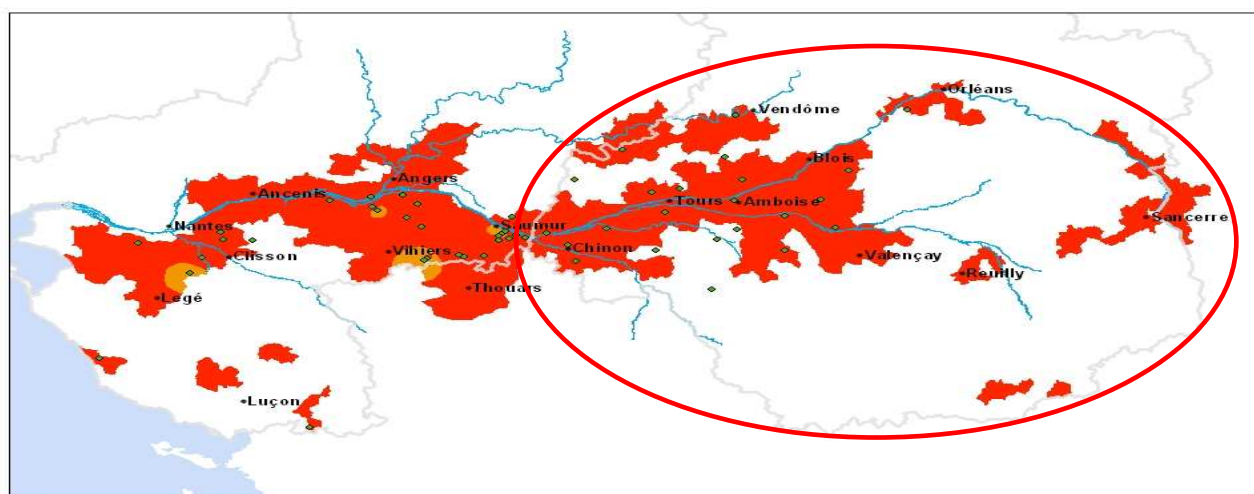 Orléans
Vendôme
Blois
Angers
Ancenis
Tours
Amboise
Sancerre
Nantes
Saumur
Chinon
Vihiers
Clisson
Valençay
Reuilly
Thouars
Legé
Luçon